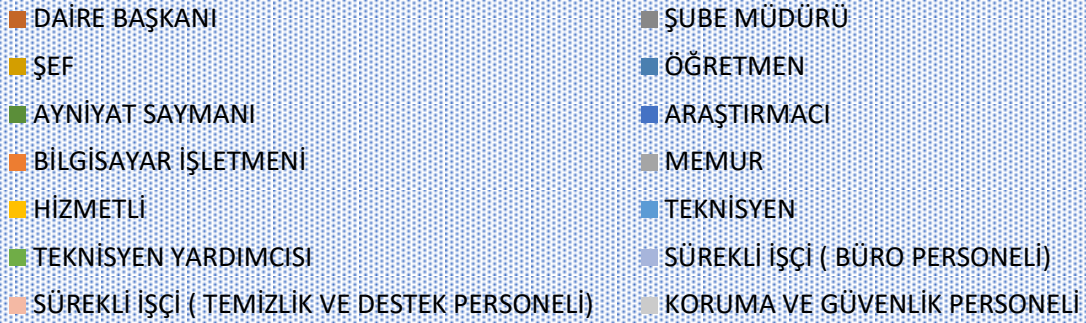 DAİRE BAŞKANI ŞUBE MÜDÜRÜ
ŞEF ÖĞRETMEN
AYNİYAT SAYMANI ARAŞTIRMACI
BİLGİSAYAR İŞLETMENİ MEMUR
HİZMETLİ TEKNİSYEN
TEKNİSYEN YARDIMCISI SÜREKLİ İŞÇİ ( BÜRO PERSONELİ)
SÜREKLİ İŞÇİ ( TEMİZLİK VE DESTEK PERSONELİ) KORUMA VE GÜVENLİK PERSONELİ